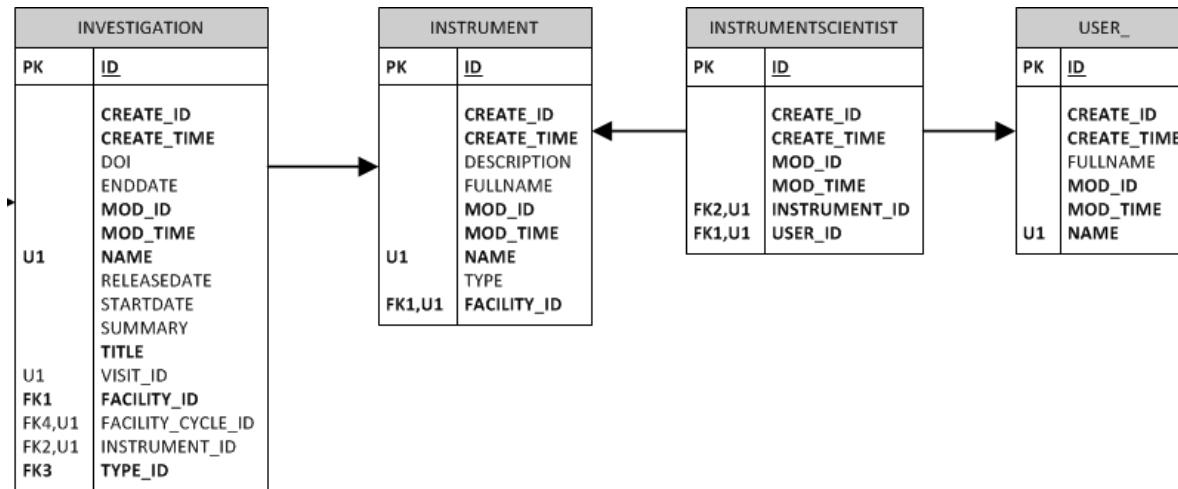 INVESTIGATION
PK ID
CREATE_ID
CREATE_TIME
DOI
ENDDATE
MOD_ID
MOD_TIME
U1 NAME
RELEASEDATE
STARTDATE
SUMMARY
TITLE
U1 VISIT_ID
FK1 FACILITY_ID
FK4,U1 FACILITY_CYCLE_ID
FK2,U1 INSTRUMENT_ID
FK3 TYPE_ID
INSTRUMENT
PK ID
CREATE_ID
CREATE_TIME
DESCRIPTION
FULLNAME
MOD_ID
MOD_TIME
U1 NAME
TYPE
FK1,U1 FACILITY_ID
INSTRUMENTSCIENTIST
PK ID
CREATE_ID
CREATE_TIME
MOD_ID
MOD_TIME
FK2,U1 INSTRUMENT_ID
FK1,U1 USER_ID
USER_
PK ID
CREATE_ID
CREATE_TIME
FULLNAME
MOD_ID
MOD_TIME
U1 NAME